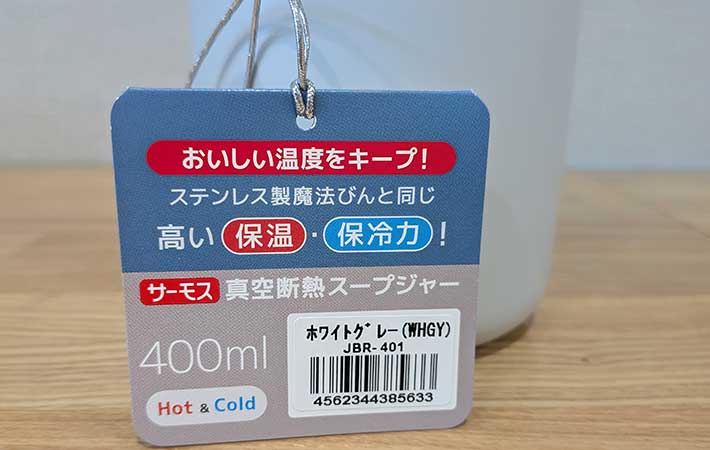 おいしい温度をキープ！
ステンレス製魔法びんと同じ
高い 保温・保冷力！
サーモス 真空断熱スープジャー
400ml
Hot & Cold
ホワイトグレー(WHGY)
JBR-401
4562344385633